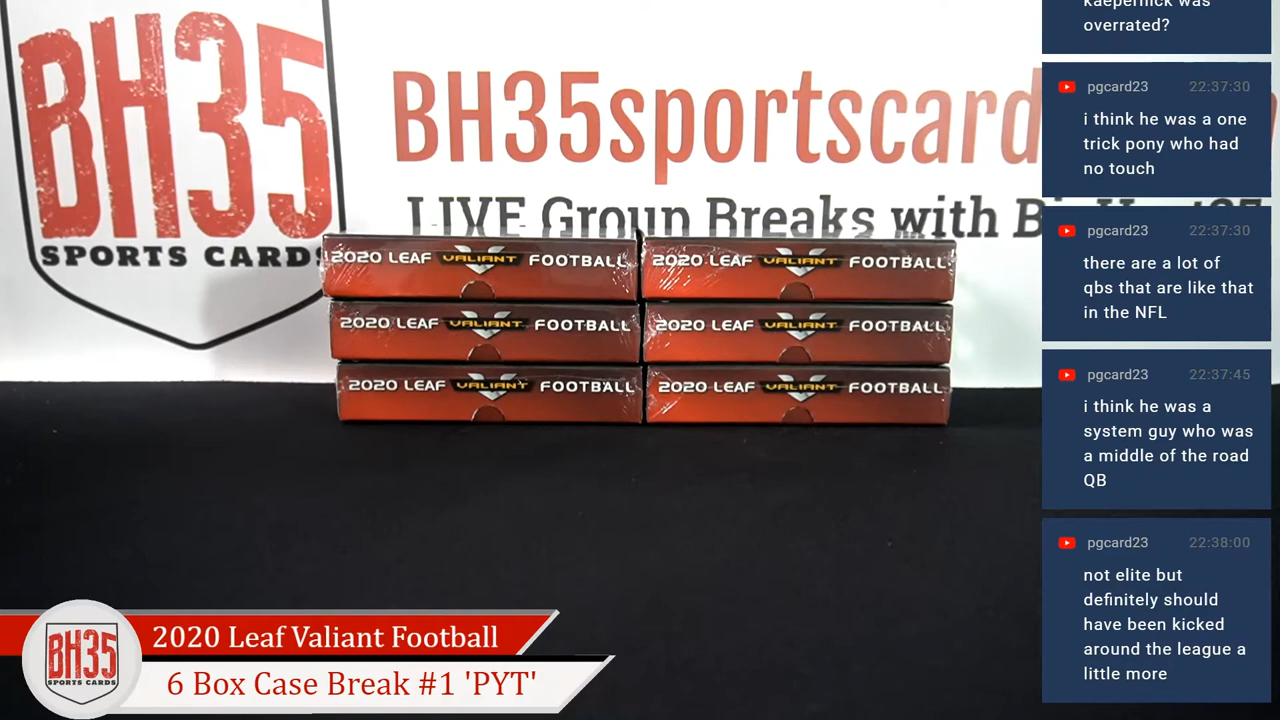 BH35
SPORTS CARDS
BH35sportscard
LIVE Group Breaks with
2020 LEAF VALIANT FOOTBALL
2020 LEAF VALIANT FOOTBALL
2020 LEAF VALIANT FOOTBALL
2020 LEAF VALIANT FOOTBALL
2020 LEAF VALIANT FOOTBALL
2020 LEAF VALIANT FOOTBALL
BH35
SPORTS CARDS
2020 Leaf Valiant Football
6 Box Case Break #1 'PYT'
kaepernick was
overrated?
pgcard23 22:37:30
i think he was a one
trick pony who had
no touch
pgcard23 22:37:30
there are a lot of
qbs that are like that
in the NFL
pgcard23 22:37:45
i think he was a
system guy who was
a middle of the road
QB
pgcard23 22:38:00
not elite but
definitely should
have been kicked
around the league a
little more